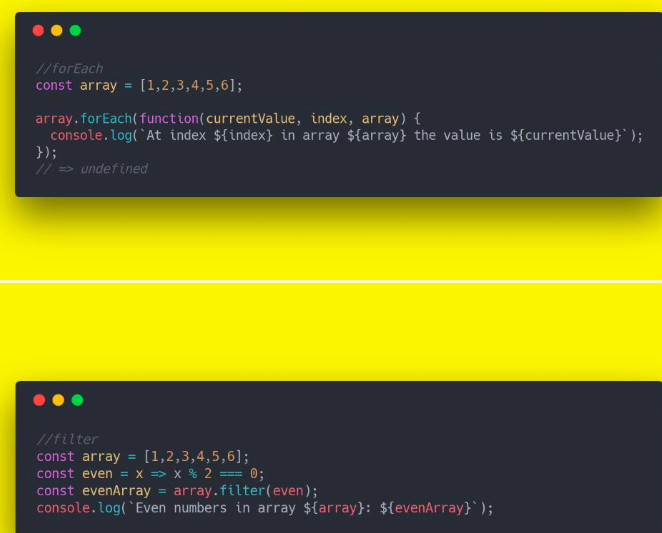 //forEach
const array = [1,2,3,4,5,6];
array.forEach(function(currentValue, index, array) {
  console.log(`At index ${index} in array ${array} the value is ${currentValue}`);
});
// => undefined
//filter
const array = [1,2,3,4,5,6];
const even = x => x % 2 === 0;
const evenArray = array.filter(even);
console.log(`Even numbers in array ${array}: ${evenArray}`);